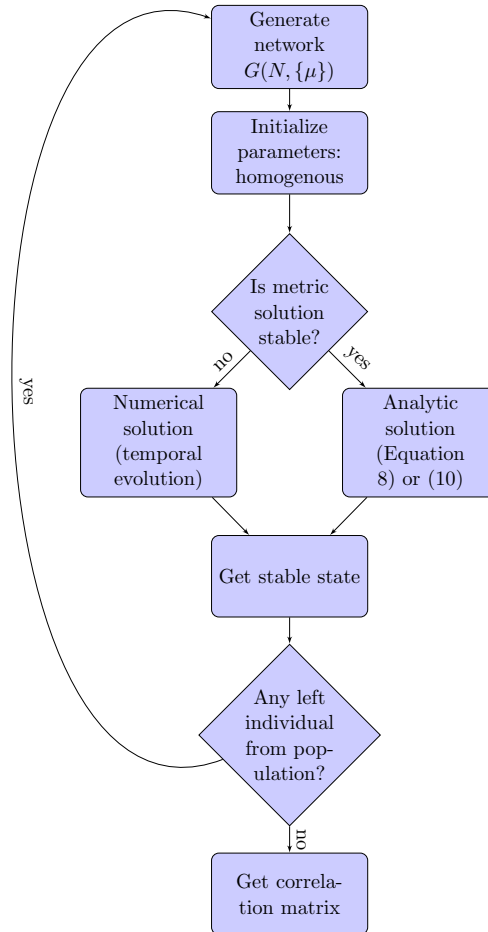 Generate
network
G(N, {μ})
Initialize
parameters:
homogenous
Is metric
solution
stable?
no
yes
Numerical
solution
(temporal
evolution)
Analytic
solution
(Equation
8) or (10)
yes
Get stable state
Any left
individual
from pop-
ulation?
no
Get correla-
tion matrix